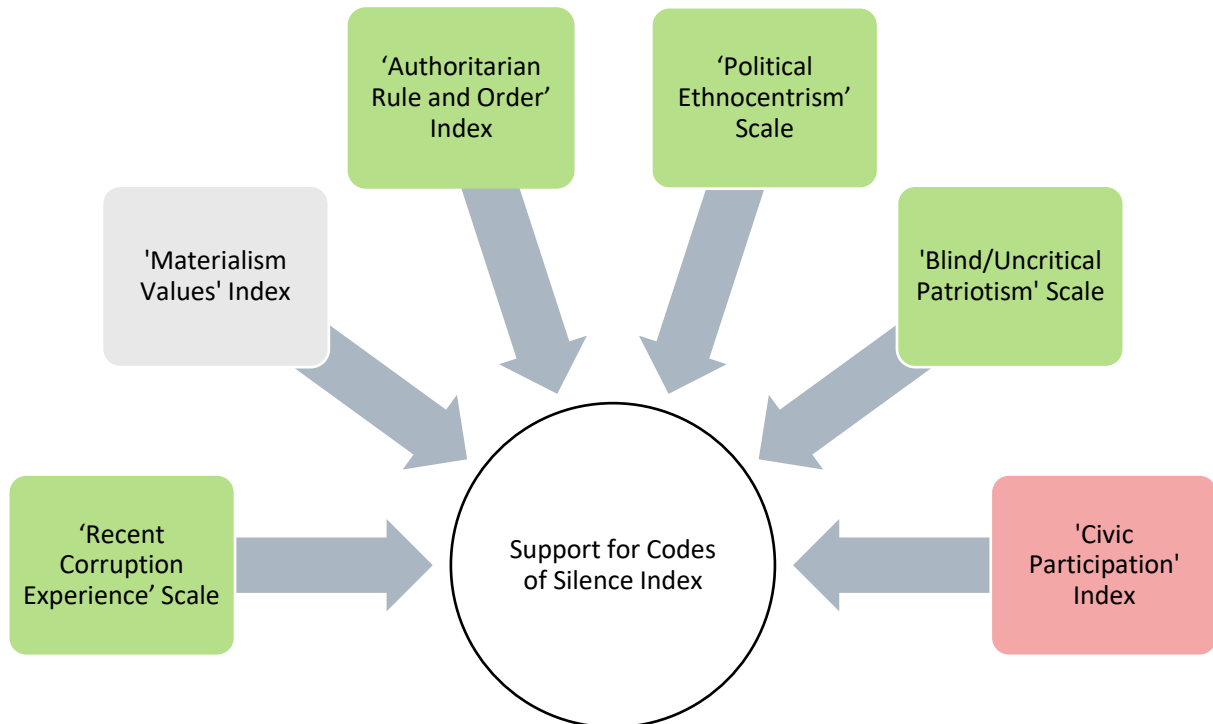 ‘Authoritarian
Rule and Order’
Index
‘Political
Ethnocentrism’
Scale
'Materialism
Values' Index
'Blind/Uncritical
Patriotism' Scale
‘Recent
Corruption
Experience’ Scale
Support for Codes
of Silence Index
'Civic
Participation'
Index